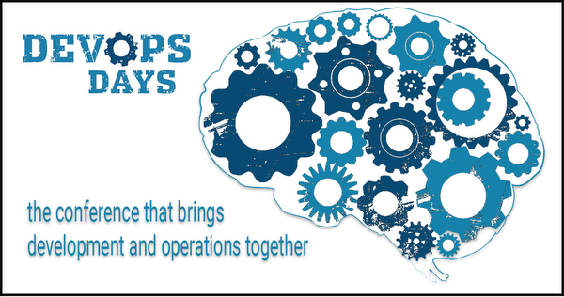 DEVOPS
DAYS
the conference that brings
development and operations together